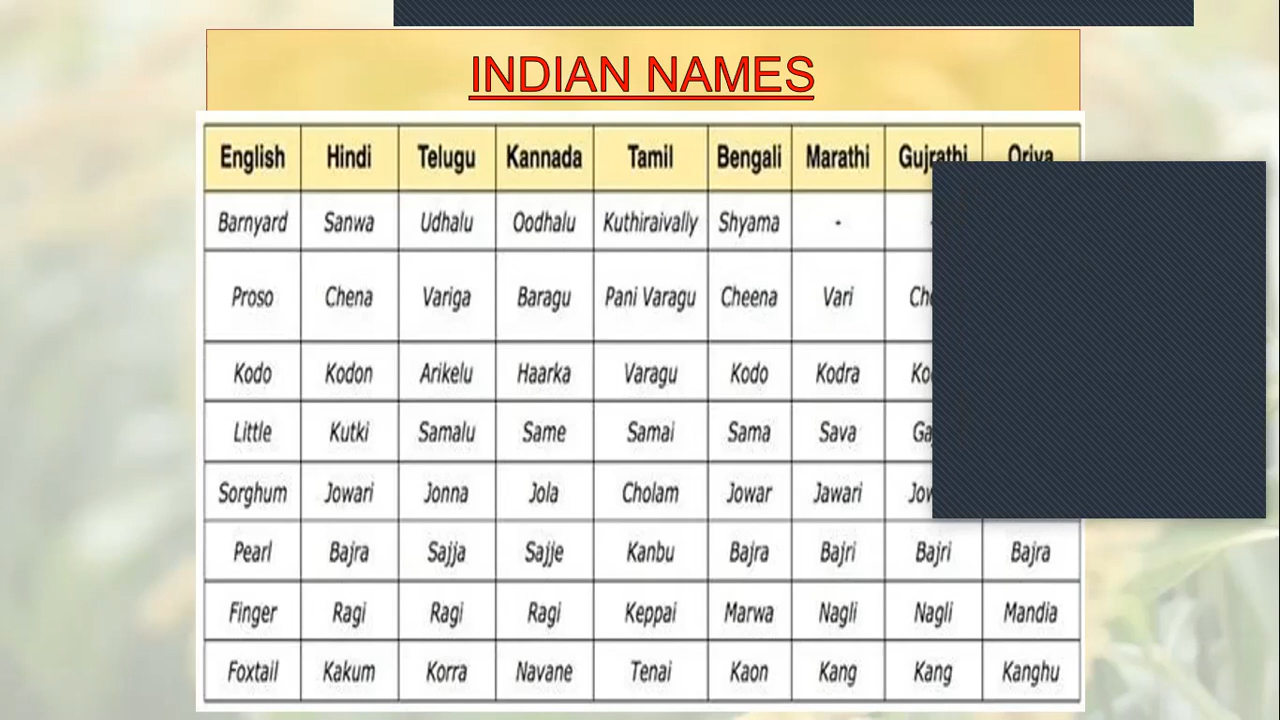 INDIAN NAMES
English Hindi Telugu Kannada Tamil Bengali Marathi Gujrathi Oriya
Barnyard Sanwa Udhalu Oodhalu Kuthiraivally Shyama -
Proso Chena Variga Baragu Pani Varagu Cheena Vari
Kodo Kodon Arikelu Haarka Varagu Kodo Kodra
Little Kutki Samalu Same Samai Sama Sava
Sorghum Jowari Jonna Jola Cholam Jowar Jawari
Pearl Bajra Sajja Sajje Kanbu Bajra Bajri Bajri Bajra
Finger Ragi Ragi Ragi Keppai Marwa Nagli Nagli Mandia
Foxtail Kakum Korra Navane Tenai Kaon Kang Kang Kanghu